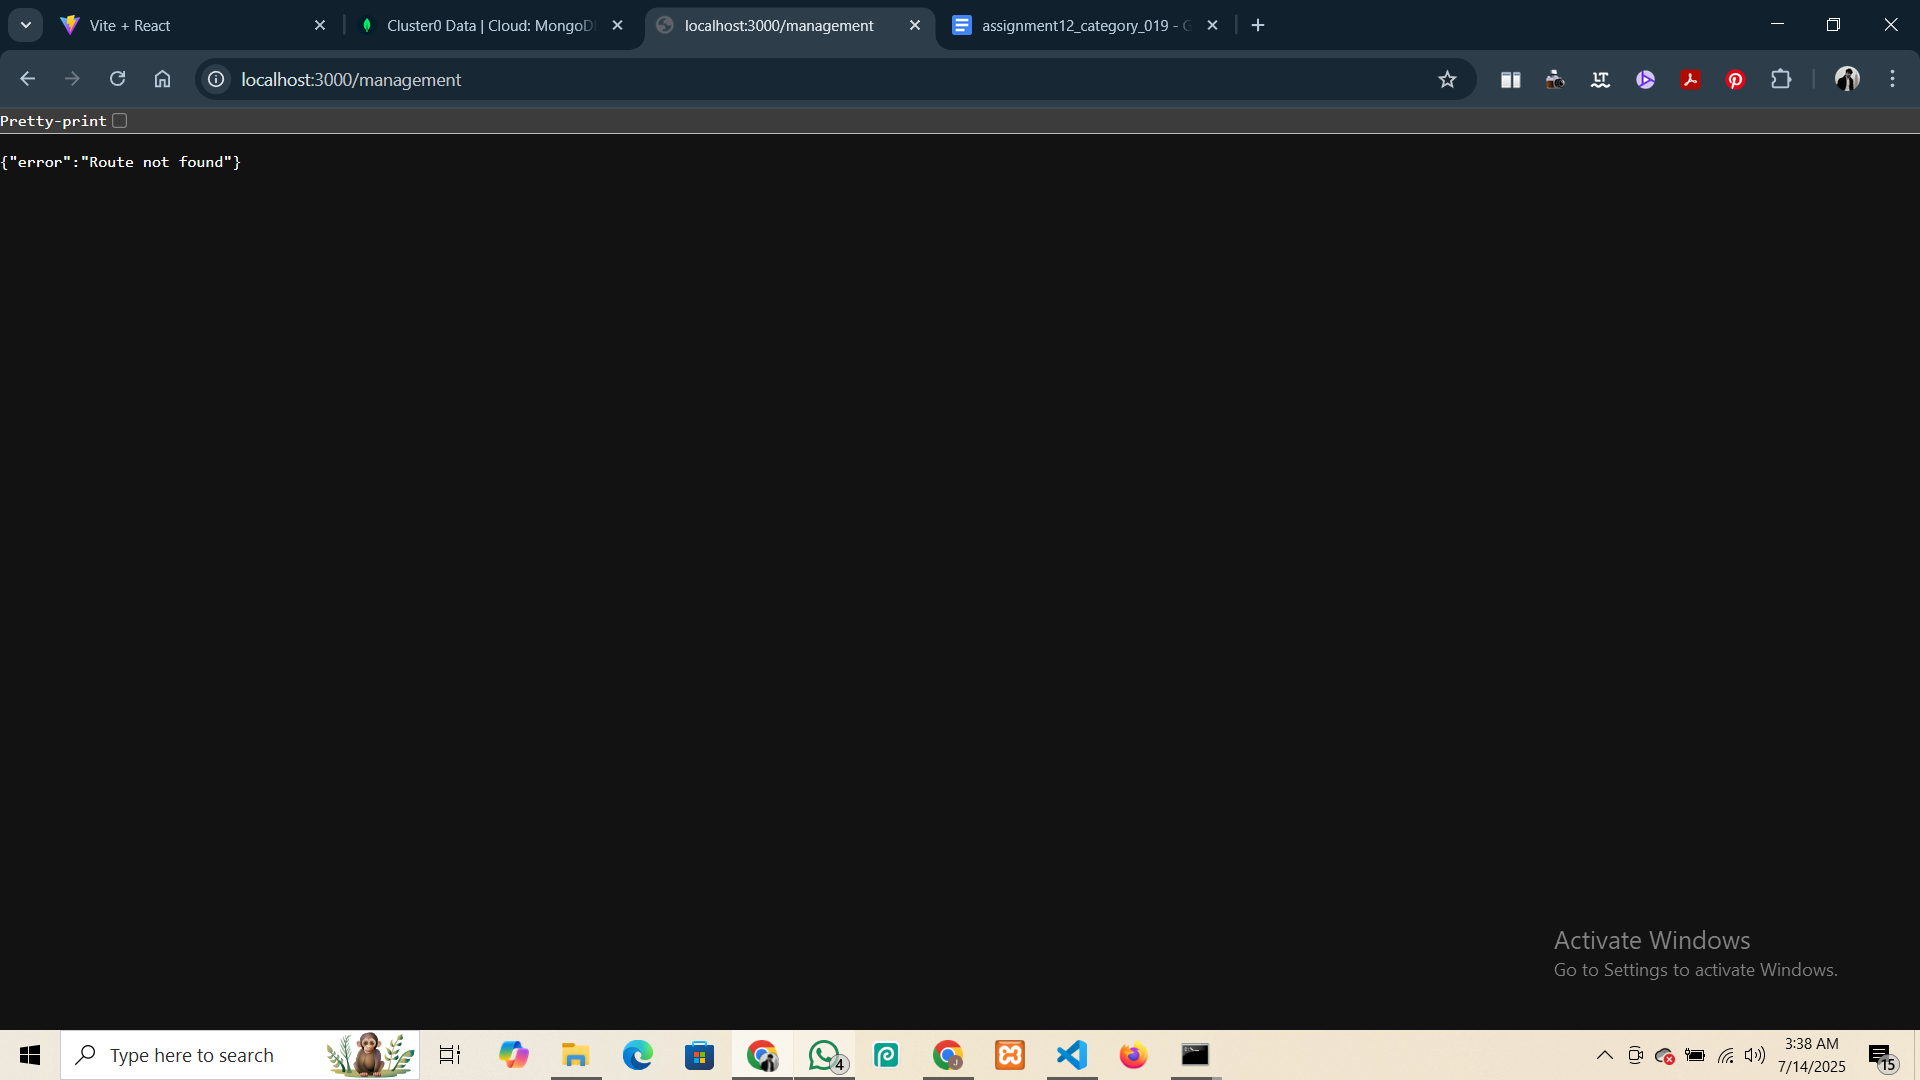 Vite + React
Cluster0 Data | Cloud: MongoD
localhost:3000/management
assignment12_category_019 - G
localhost:3000/management
Pretty-print
{"error":"Route not found"}
Activate Windows
Go to Settings to activate Windows.
Type here to search
4
3:38 AM
7/14/2025
15